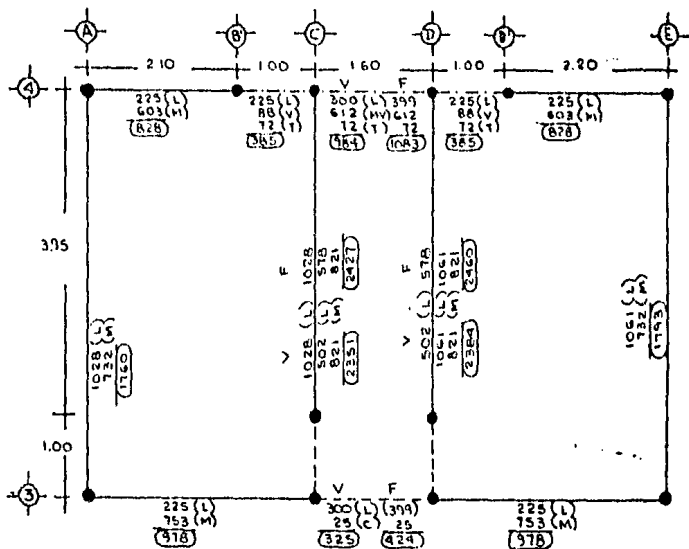 A B' C D D' E
2.10 1.00 1.60 1.00 2.20
V F
4
225 (L)
603 (M)
828
225 (L)
88 (V)
72 (T)
385
300 (L) 399
612 (MV) 612
72 (T) 72
984 1083
225 (L)
88 (V)
72 (T)
385
225 (L)
603 (M)
828
3.95
1.00
1028 (L)
732 (M)
1760
F
1028
578
821
2427
V
1028 (L)
502 (L)
821 (M)
2351
F
578
1061
821
2460
V
502 (L)
1061 (L)
821 (M)
2384
1061 (L)
732 (M)
1793
3
225 (L)
753 (M)
978
V F
300 (L) (399)
25 (C) 25
325 424
225 (L)
753 (M)
978